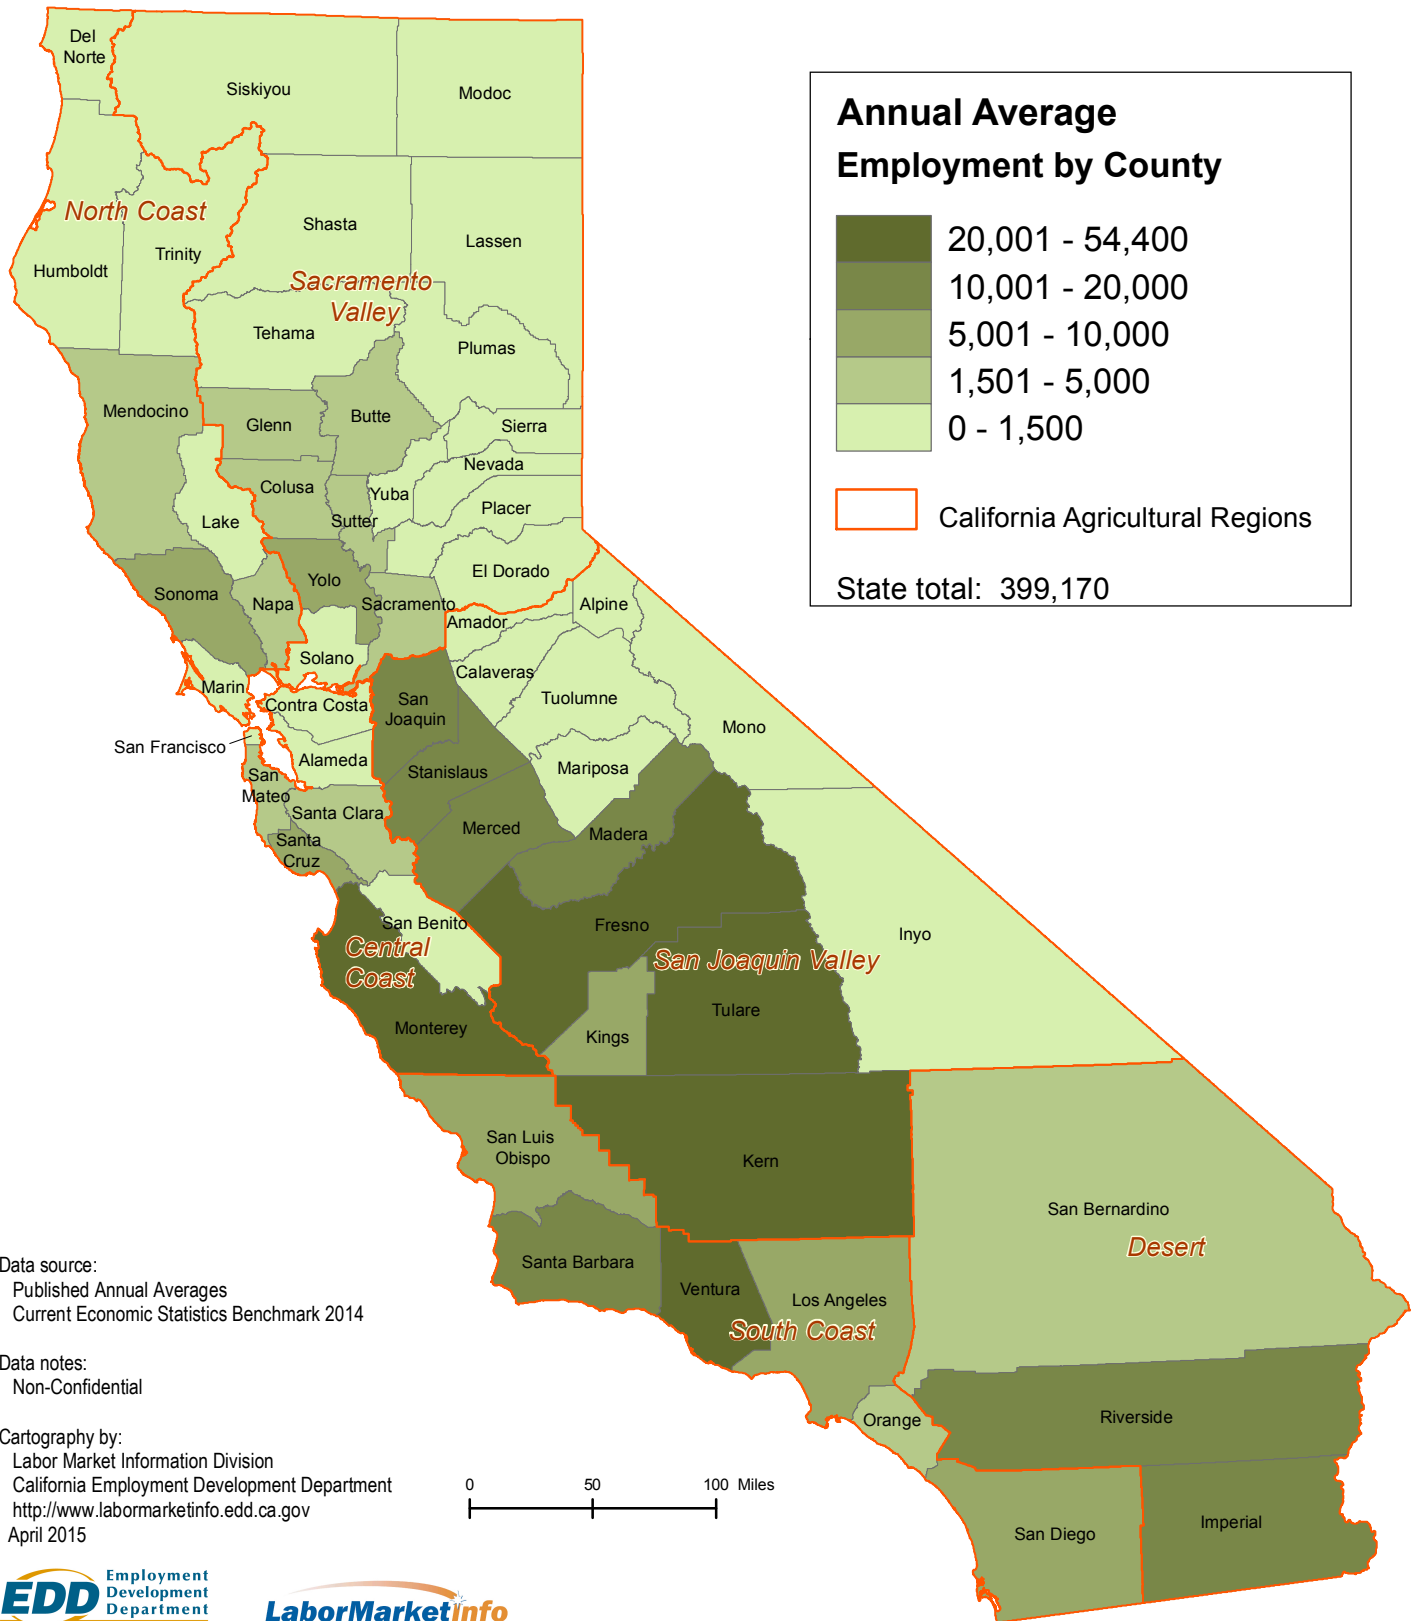 Del
Norte
Siskiyou
Modoc
Annual Average
Employment by County
20,001 - 54,400
10,001 - 20,000
5,001 - 10,000
1,501 - 5,000
0 - 1,500
California Agricultural Regions
State total: 399,170
North Coast
Shasta
Lassen
Trinity
Humboldt
Sacramento
Valley
Tehama
Plumas
Mendocino
Glenn
Butte
Sierra
Nevada
Colusa
Yuba
Placer
Lake
Sutter
El Dorado
Yolo
Sonoma
Napa
Sacramento
Alpine
Amador
Solano
Calaveras
Marin
Contra Costa
San
Joaquin
Tuolumne
Mono
San Francisco
Alameda
Stanislaus
Mariposa
San
Mateo
Santa Clara
Merced
Madera
Santa
Cruz
San Benito
Fresno
Inyo
Central
Coast
San Joaquin Valley
Tulare
Monterey
Kings
San Luis
Obispo
Kern
San Bernardino
Desert
Santa Barbara
Ventura
Los Angeles
South Coast
Orange
Riverside
San Diego
Imperial
Data source:
Published Annual Averages
Current Economic Statistics Benchmark 2014
Data notes:
Non-Confidential
Cartography by:
Labor Market Information Division
California Employment Development Department
http://www.labormarketinfo.edd.ca.gov
April 2015
0 50 100 Miles
EDD Employment
Development
Department
LaborMarketInfo